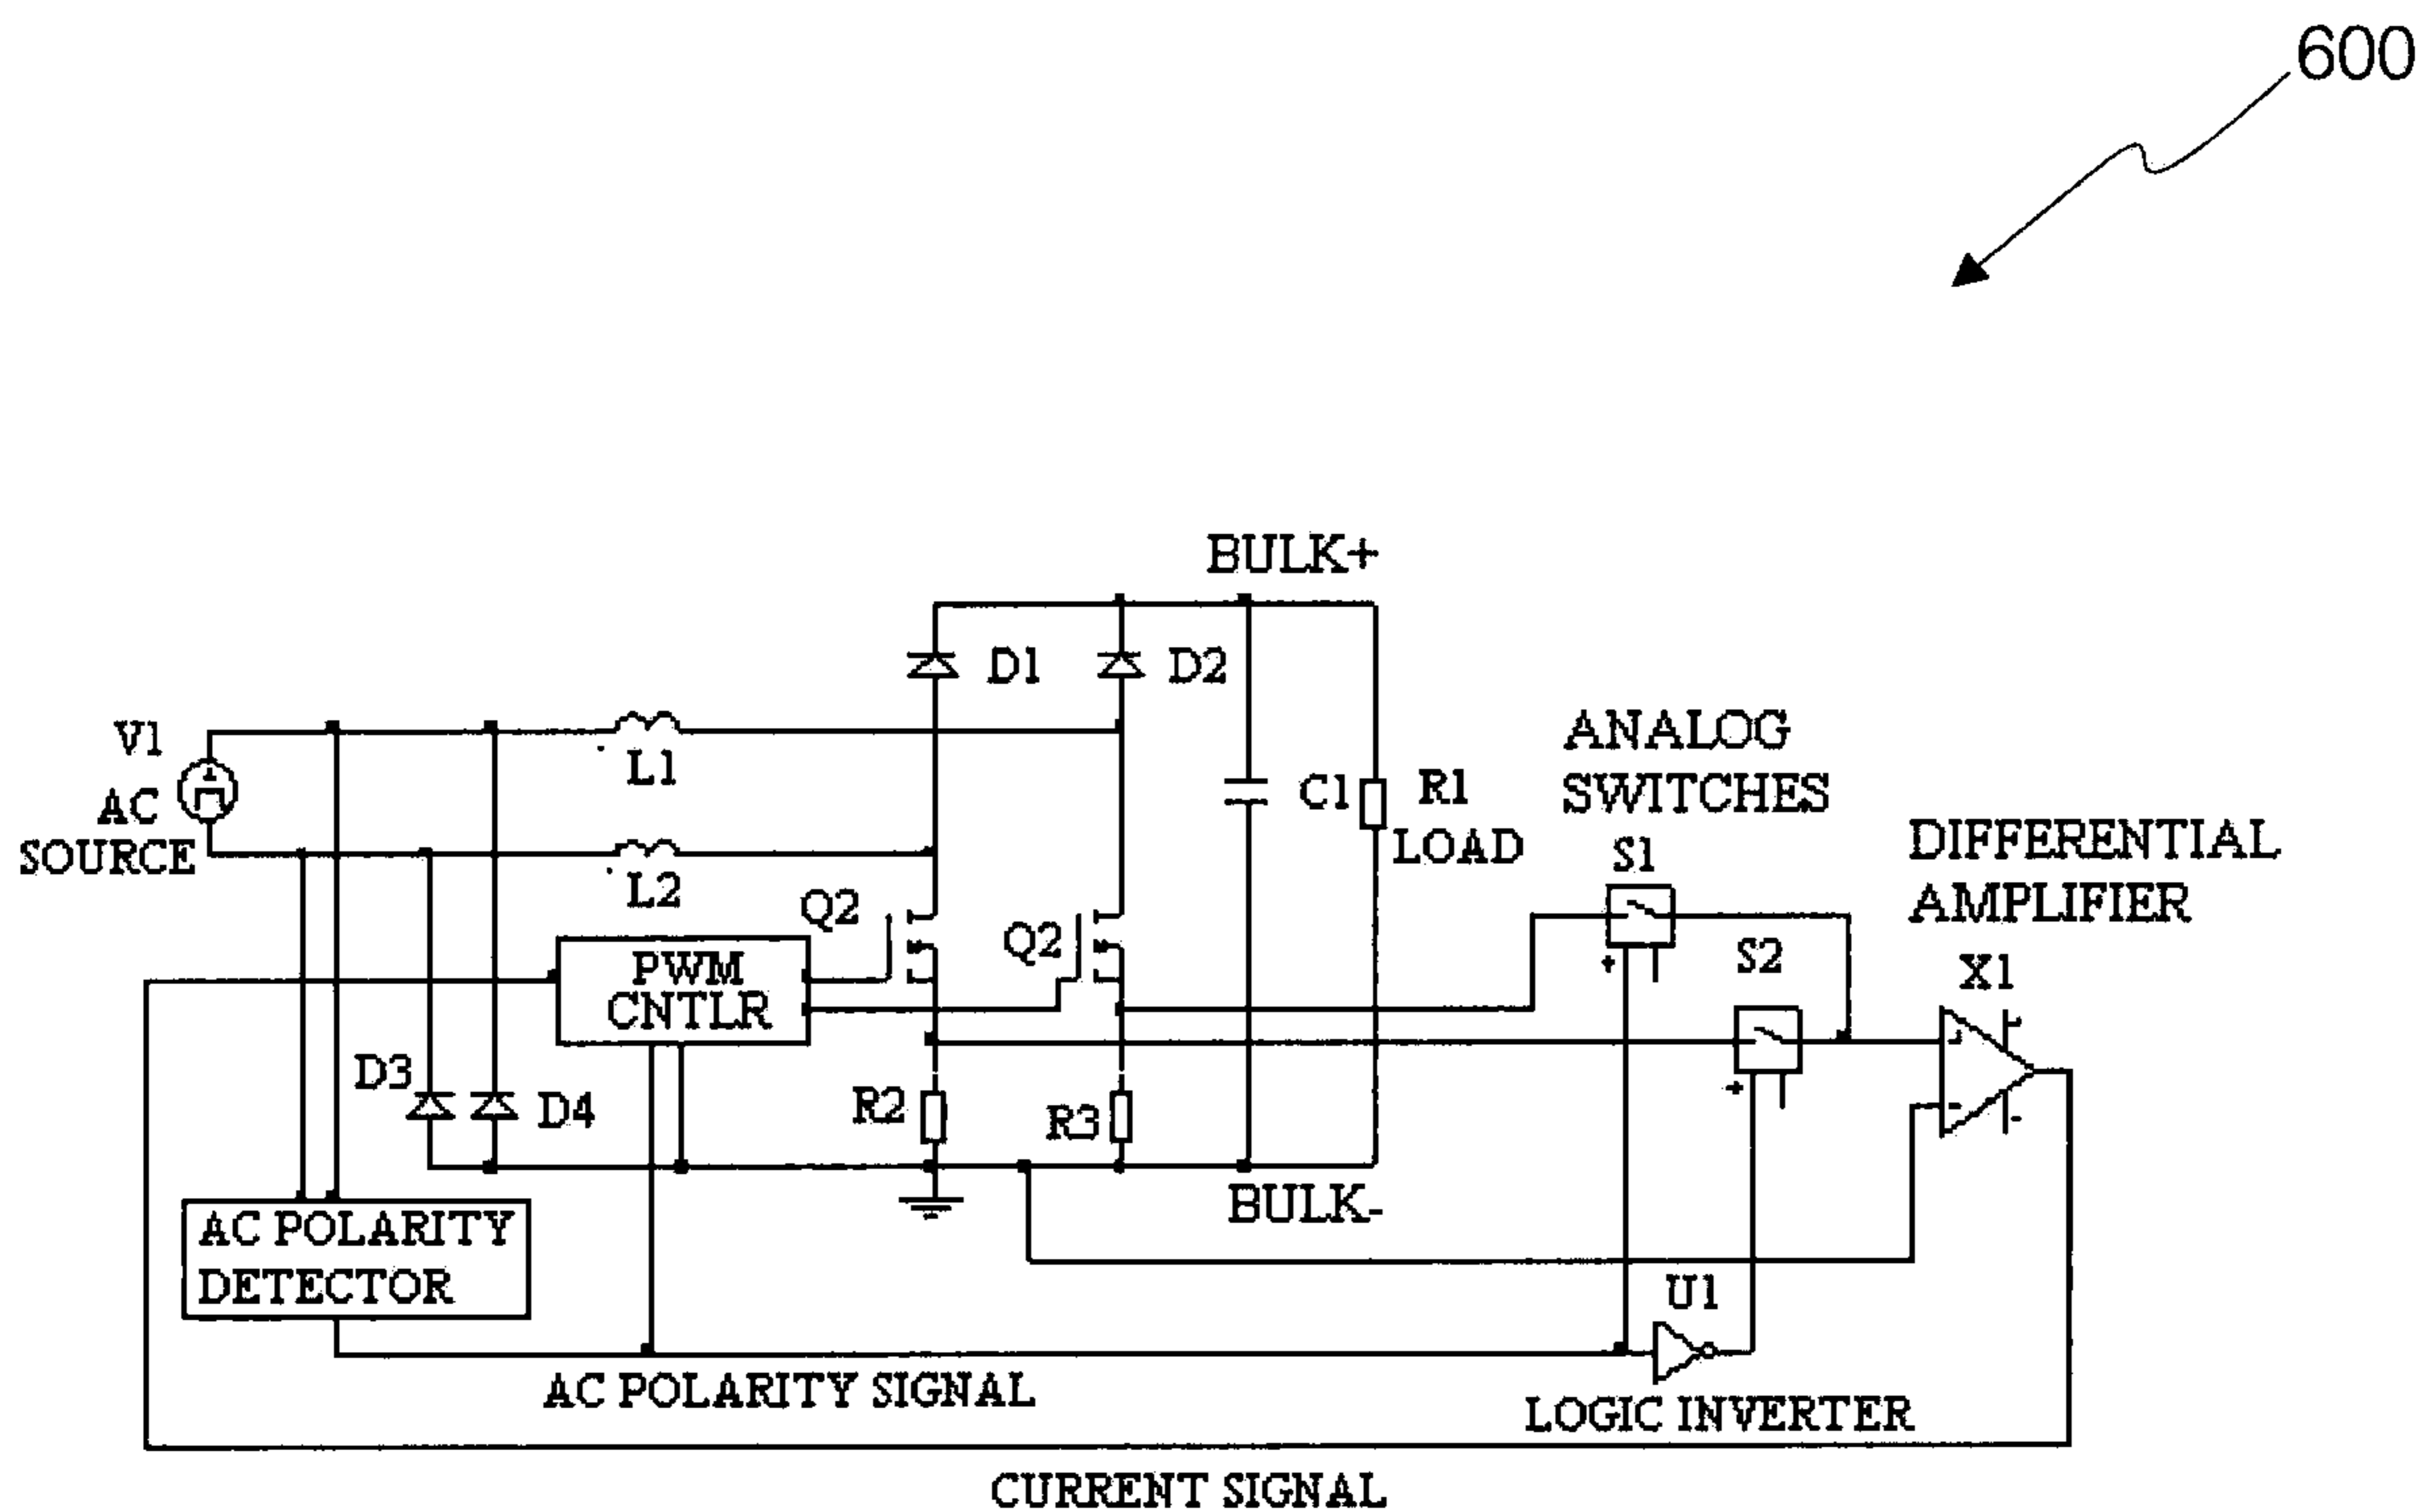 600
BULK+
D1
D2
V1
AC
SOURCE
L1
L2
C1
R1
LOAD
ANALOG
SWITCHES
S1
S2
DIFFERENTIAL
AMPLIFIER
X1
Q2
Q2
PWM
CNTLR
+
+
D3
D4
R2
R3
BULK-
AC POLARITY
DETECTOR
U1
AC POLARITY SIGNAL
LOGIC INVERTER
CURRENT SIGNAL